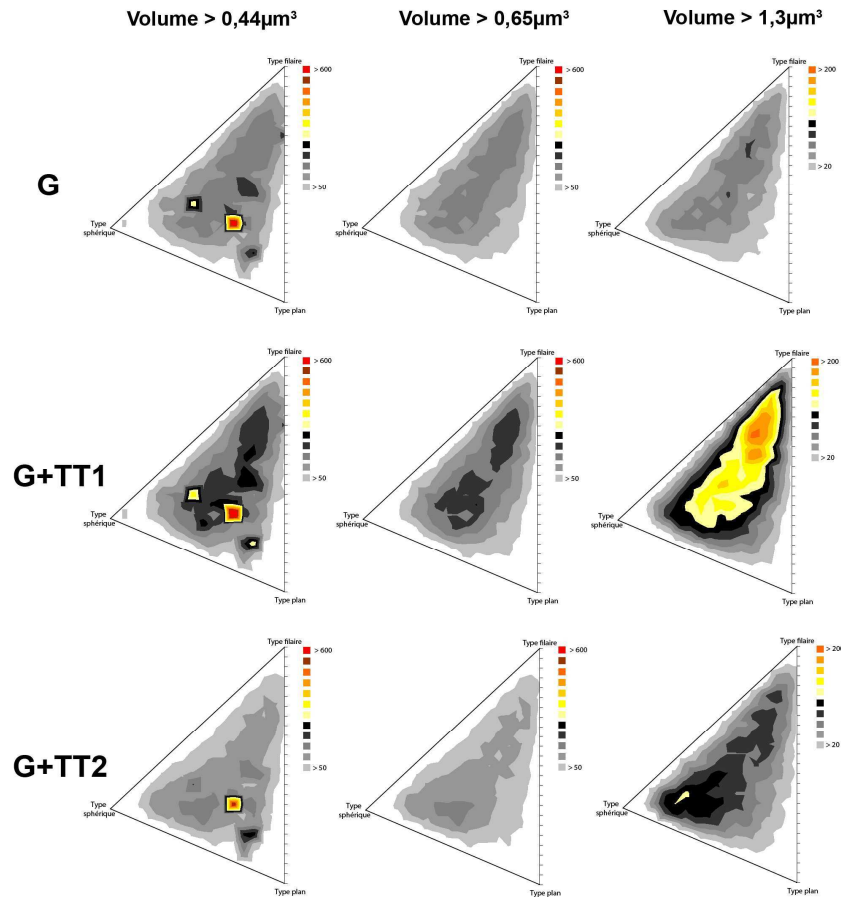 Volume > 0,44µm³
Volume > 0,65µm³
Volume > 1,3µm³
G
Type filaire
> 600
> 50
Type
sphérique
Type plan
Type filaire
> 600
> 50
Type
sphérique
Type plan
Type filaire
> 200
> 20
Type
sphérique
Type plan
G+TT1
Type filaire
> 600
> 50
Type
sphérique
Type plan
Type filaire
> 600
> 50
Type
sphérique
Type plan
Type filaire
> 200
> 20
Type
sphérique
Type plan
G+TT2
Type filaire
> 600
> 50
Type
sphérique
Type plan
Type filaire
> 600
> 50
Type
sphérique
Type plan
Type filaire
> 200
> 20
Type
sphérique
Type plan